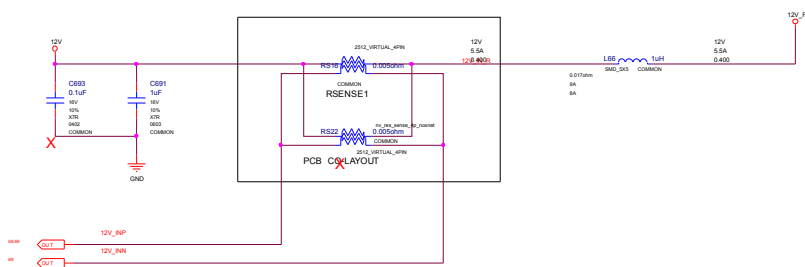 12V_F
12V
12V
5.5A
0.400
12V
5.5A
0.400
2512_VIRTUAL_4PIN
RS16
0.005ohm
COMMON
RSENSE1
L66
1uH
SMD_5X5
COMMON
0.017ohm
9A
8A
C693
0.1uF
16V
10%
X7R
0402
COMMON
C691
1uF
16V
10%
X7R
0603
COMMON
X
GND
RS22
0.005ohm
COMMON
2512_VIRTUAL_4PIN
PCB CO-LAYOUT
X
12V_INP
OUT
12V_INN
OUT